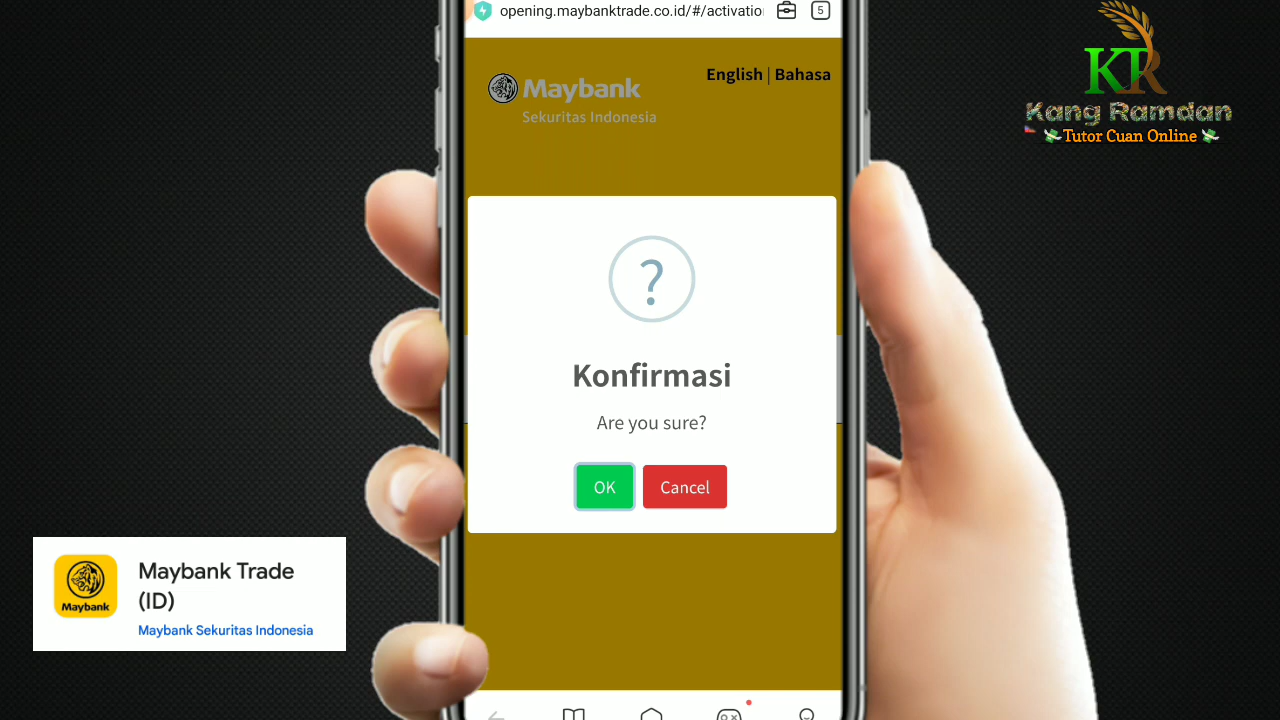 opening.maybanktrade.co.id/#/activatio
5
Maybank
Sekuritas Indonesia
English | Bahasa
KR
Kang Ramdan
Tutor Cuan Online
?
Konfirmasi
Are you sure?
OK
Cancel
Maybank
Maybank Trade
(ID)
Maybank Sekuritas Indonesia